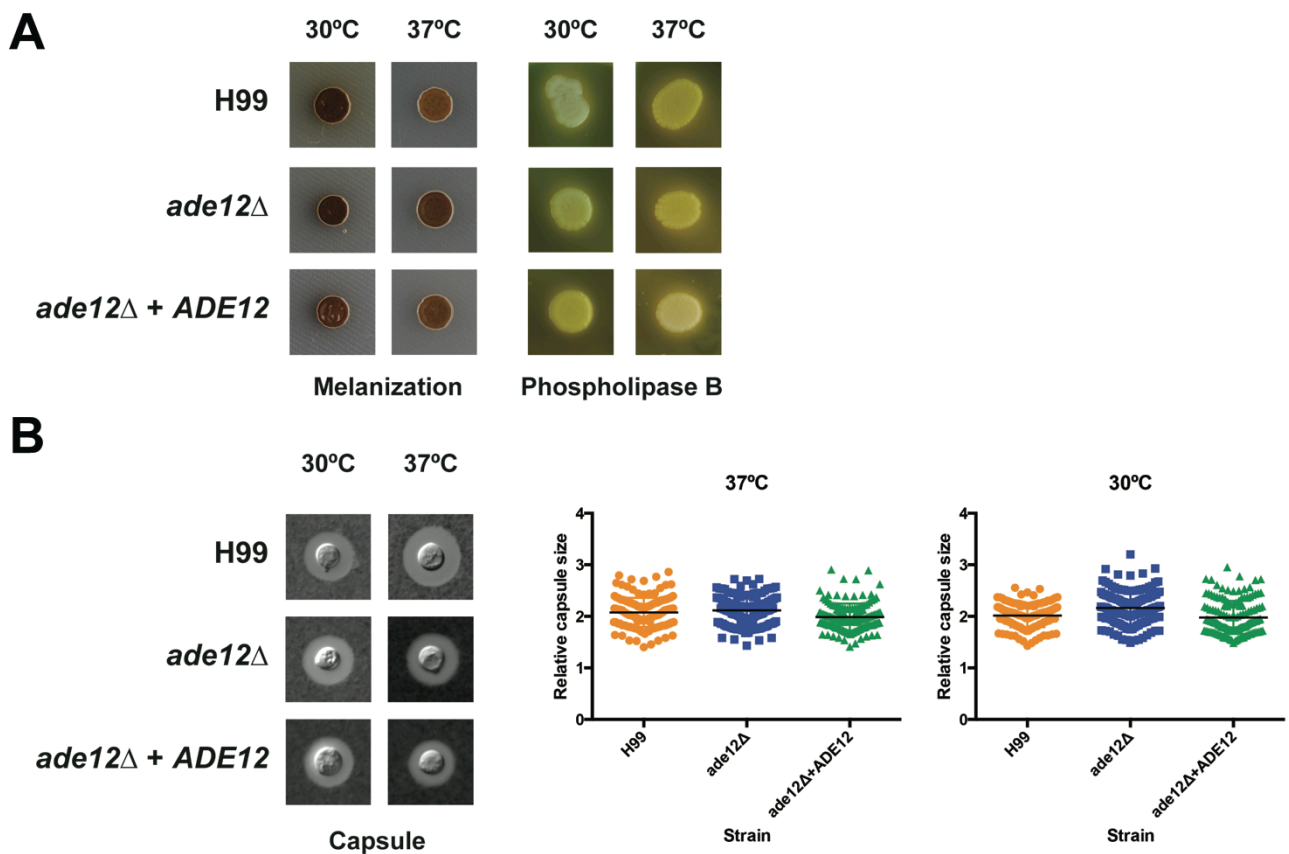 A
30ºC 37ºC 30ºC 37ºC
H99
ade12Δ
ade12Δ + ADE12
Melanization Phospholipase B
B
30ºC 37ºC
H99
ade12Δ
ade12Δ + ADE12
Capsule
37ºC
Relative capsule size
4
3
2
1
0
H99
ade12Δ
ade12Δ+ADE12
Strain
30ºC
Relative capsule size
4
3
2
1
0
H99
ade12Δ
ade12Δ+ADE12
Strain